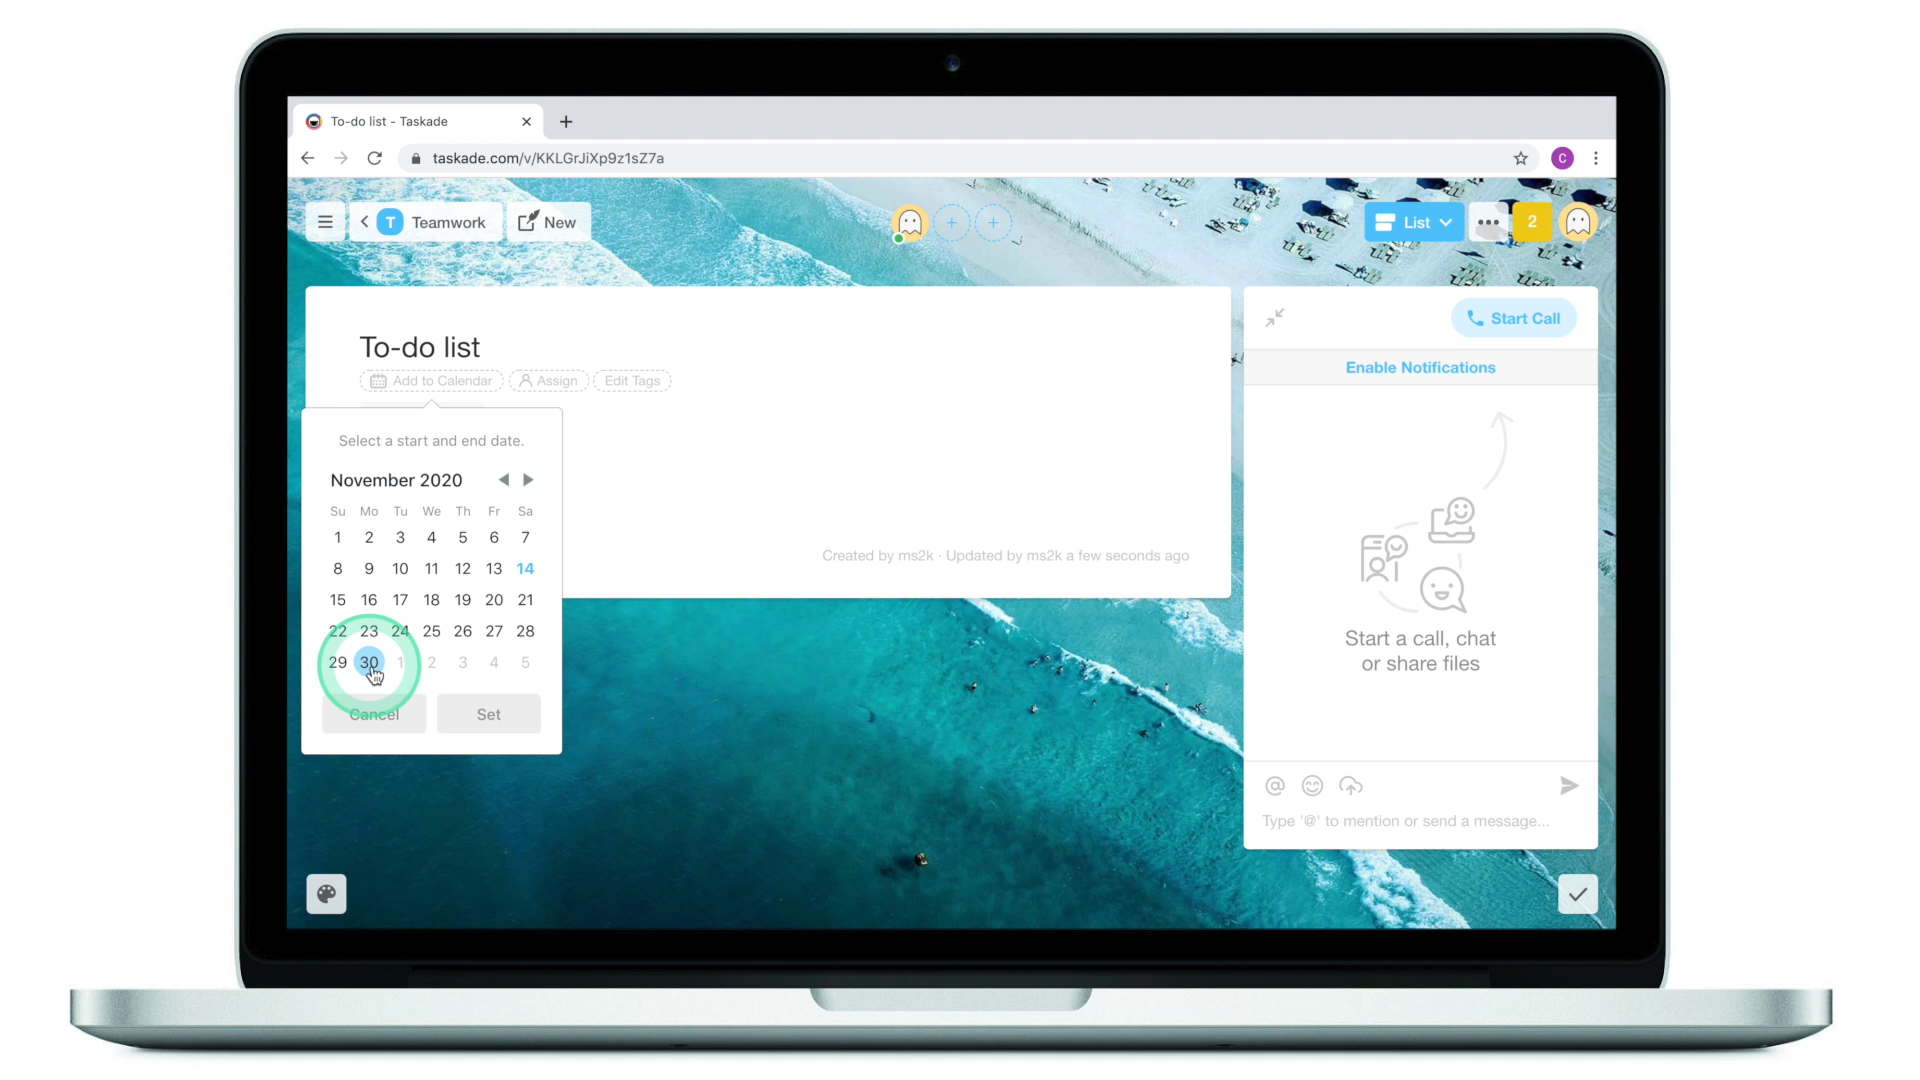 To-do list - Taskade
taskade.com/v/KKLGrJiXp9z1sZ7a
C
T Teamwork
New
List
2
To-do list
Add to Calendar Assign Edit Tags
Select a start and end date.
November 2020
Su Mo Tu We Th Fr Sa
1 2 3 4 5 6 7
8 9 10 11 12 13 14
15 16 17 18 19 20 21
22 23 24 25 26 27 28
29 30 1 2 3 4 5
Cancel Set
Created by ms2k · Updated by ms2k a few seconds ago
Start Call
Enable Notifications
Start a call, chat
or share files
Type '@' to mention or send a message...